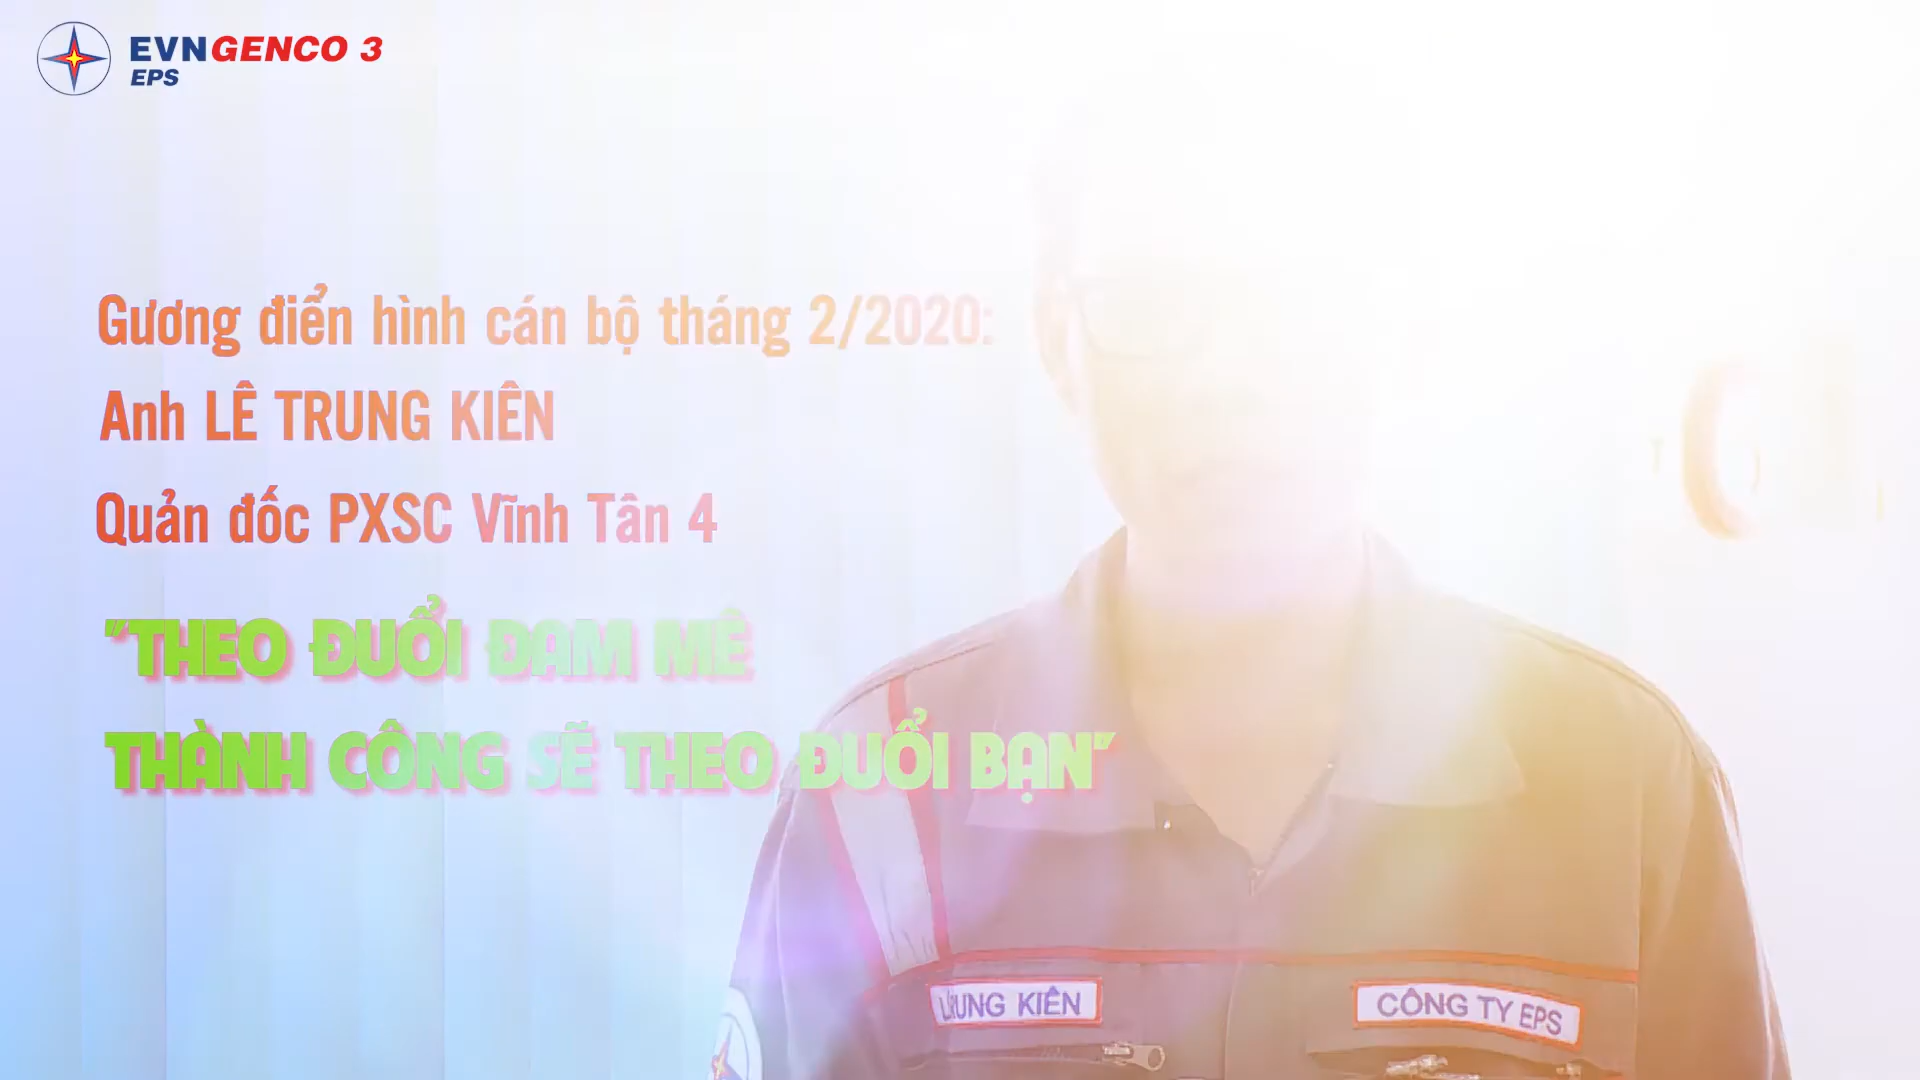 EVNGENCO 3
EPS
Gương điển hình cán bộ tháng 2/2020:
Anh LÊ TRUNG KIÊN
Quản đốc PXSC Vĩnh Tân 4
"THEO ĐUỔI ĐAM MÊ
THÀNH CÔNG SẼ THEO ĐUỔI BẠN"
TRUNG KIÊN
CÔNG TY EPS